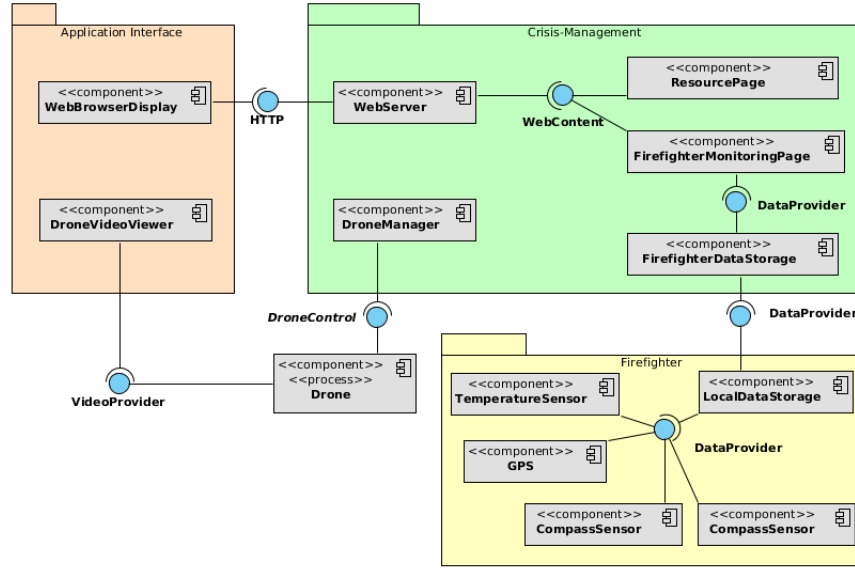 Application Interface
Crisis-Management
<<component>>
WebBrowserDisplay
HTTP
<<component>>
WebServer
WebContent
<<component>>
ResourcePage
<<component>>
FirefighterMonitoringPage
DataProvider
<<component>>
DroneVideoViewer
<<component>>
DroneManager
<<component>>
FirefighterDataStorage
DroneControl
DataProvider
<<component>>
<<process>>
Drone
VideoProvider
Firefighter
<<component>>
TemperatureSensor
<<component>>
LocalDataStorage
DataProvider
<<component>>
GPS
<<component>>
CompassSensor
<<component>>
CompassSensor